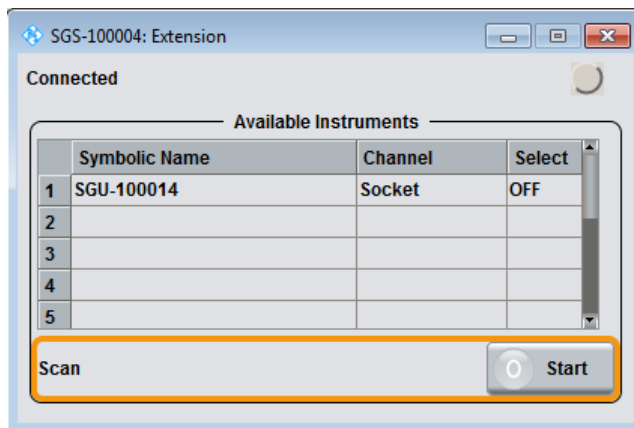 SGS-100004: Extension
Connected
Available Instruments
Symbolic Name Channel Select
1 SGU-100014 Socket OFF
2
3
4
5
Scan 0 Start